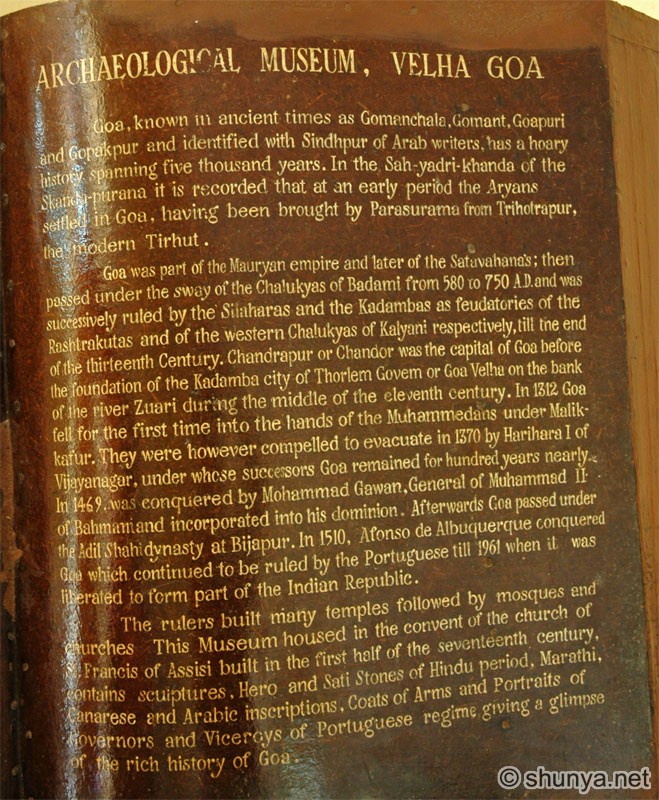 ARCHAEOLOGICAL MUSEUM, VELHA GOA
Goa, known in ancient times as Gomanchala, Gomant, Goapuri
and Gopakpur and identified with Sindhpur of Arab writers, has a hoary
history spanning five thousand years. In the Sah-yadri-khanda of the
Skanda-purana it is recorded that at an early period the Aryans
settled in Goa, having been brought by Parasurama from Trihotrapur,
the modern Tirhut.
Goa was part of the Mauryan empire and later of the Satavahana's; then
passed under the sway of the Chalukyas of Badami from 580 to 750 A.D. and was
successively ruled by the Silaharas and the Kadambas as feudatories of the
Rashtrakutas and of the western Chalukyas of Kalyani respectively, till the end
of the thirteenth Century. Chandrapur or Chandor was the capital of Goa before
the foundation of the Kadamba city of Thorlem Govem or Goa Velha on the bank
of the river Zuari during the middle of the eleventh century. In 1312 Goa
fell for the first time into the hands of the Muhammedans under Malik-
kafur. They were however compelled to evacuate in 1370 by Harihara I of
Vijayanagar, under whose successors Goa remained for hundred years nearly.
In 1469, was conquered by Mohammad Gawan, General of Muhammad II
of Bahmani and incorporated into his dominion. Afterwards Goa passed under
the Adil Shahi dynasty at Bijapur. In 1510, Afonso de Albuquerque conquered
Goa which continued to be ruled by the Portuguese till 1961 when it was
liberated to form part of the Indian Republic.
The rulers built many temples followed by mosques and
churches This Museum housed in the convent of the church of
St. Francis of Assisi built in the first half of the seventeenth century,
contains sculptures, Hero and Sati Stones of Hindu period, Marathi,
Canarese and Arabic inscriptions, Coats of Arms and Portraits of
Governors and Viceroys of Portuguese regime giving a glimpse
of the rich history of Goa.
© shunya.net